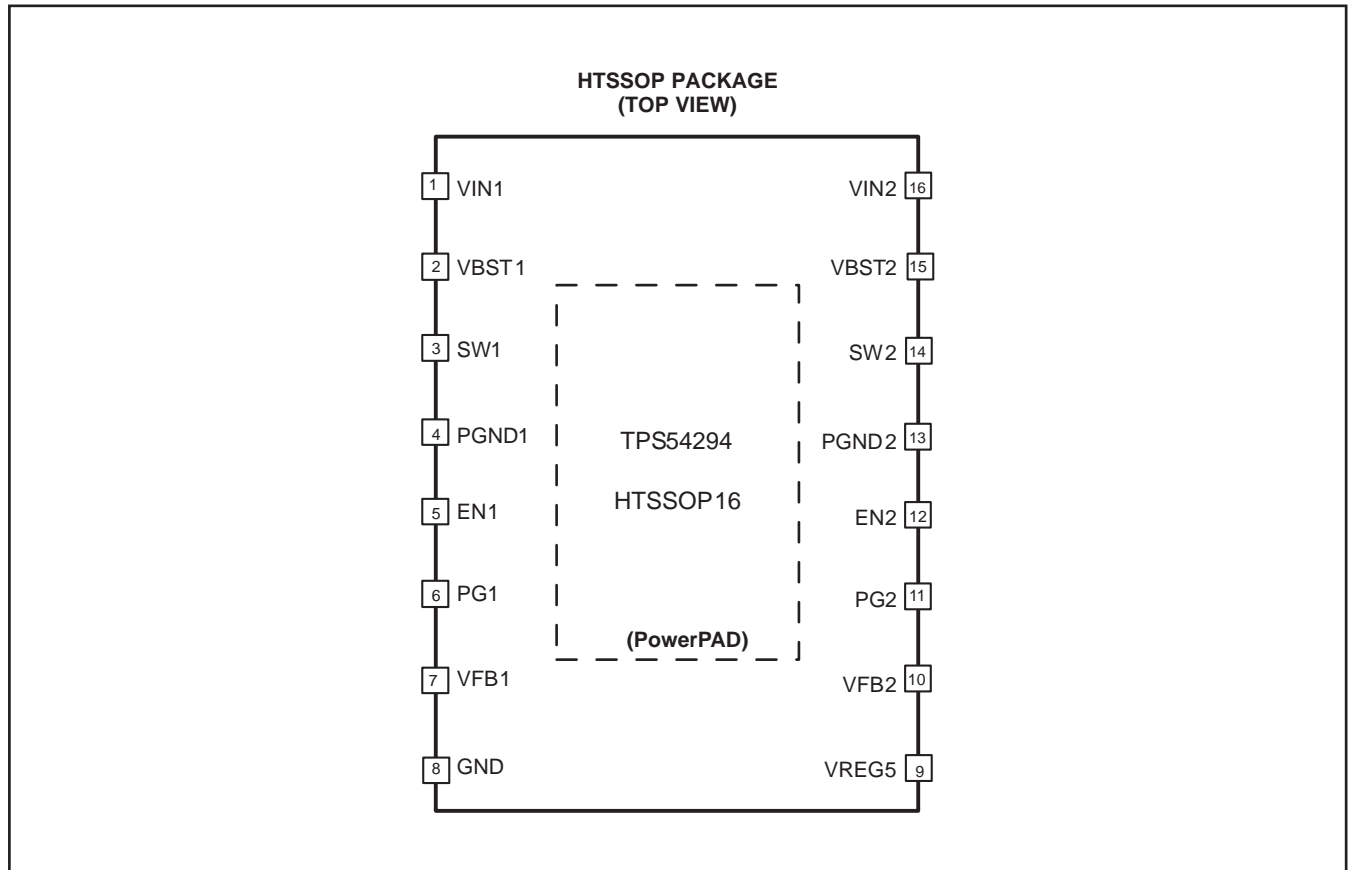 HTSSOP PACKAGE
(TOP VIEW)
1 VIN1
VIN2 16
2 VBST1
VBST2 15
3 SW1
SW2 14
4 PGND1
TPS54294
PGND2 13
HTSSOP16
5 EN1
EN2 12
6 PG1
PG2 11
(PowerPAD)
7 VFB1
VFB2 10
8 GND
VREG5 9